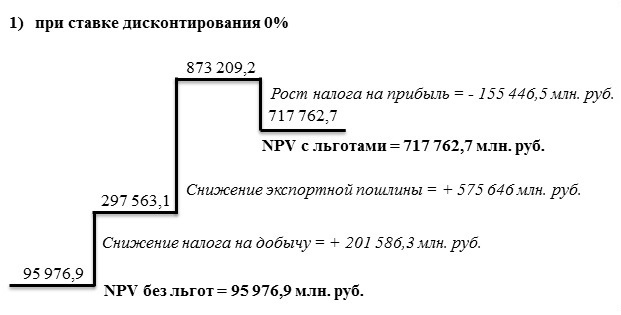 1) при ставке дисконтирования 0%
873 209,2
Рост налога на прибыль = - 155 446,5 млн. руб.
717 762,7
NPV с льготами = 717 762,7 млн. руб.
297 563,1
Снижение экспортной пошлины = + 575 646 млн. руб.
Снижение налога на добычу = + 201 586,3 млн. руб.
95 976,9
NPV без льгот = 95 976,9 млн. руб.